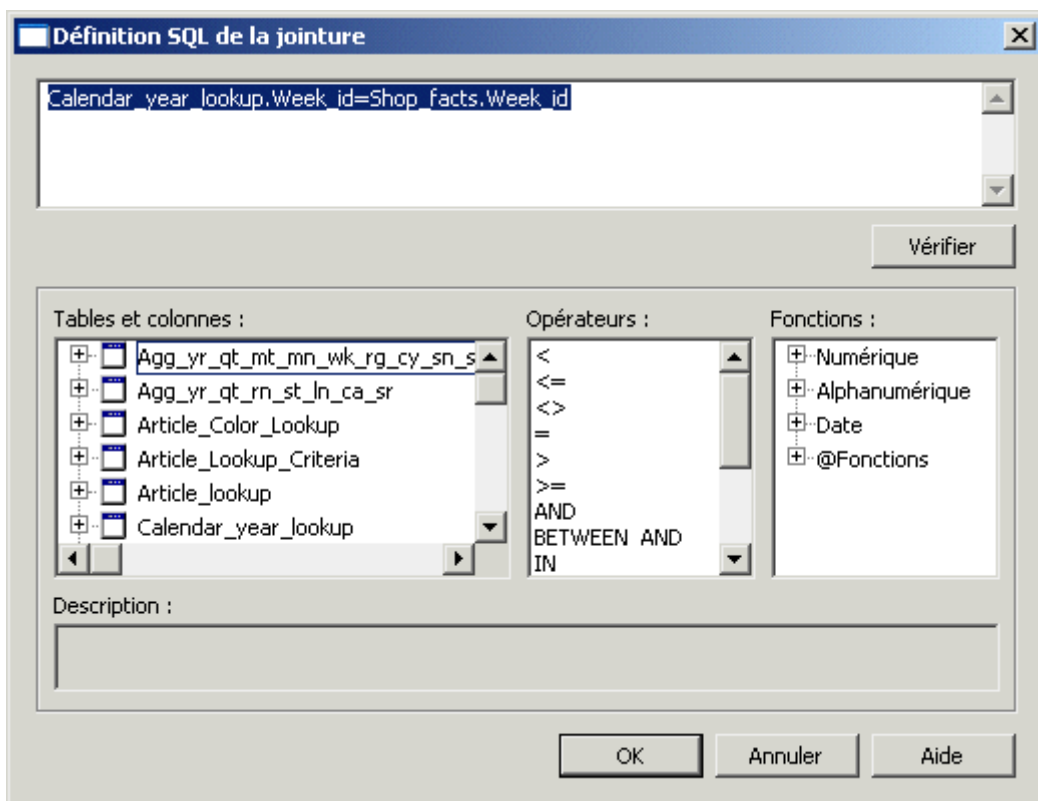 Définition SQL de la jointure
Calendar_year_lookup.Week_id=Shop_facts.Week_id
Vérifier
Tables et colonnes :
Agg_yr_qt_mt_mn_wk_rg_cy_sn_s
Agg_yr_qt_rn_st_ln_ca_sr
Article_Color_Lookup
Article_Lookup_Criteria
Article_lookup
Calendar_year_lookup
Opérateurs :
<
<=
<>
=
>
>=
AND
BETWEEN AND
IN
Fonctions :
Numérique
Alphanumérique
Date
@Fonctions
Description :
OK
Annuler
Aide